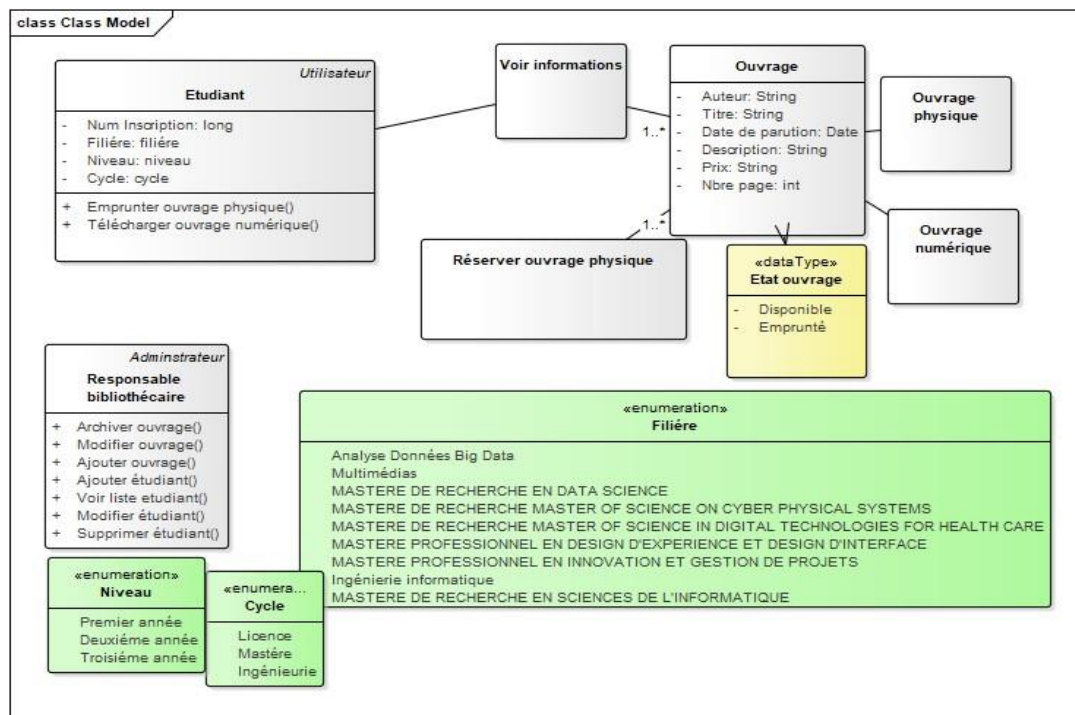 class Class Model
Utilisateur
Etudiant
- Num Inscription: long
- Filiére: filiére
- Niveau: niveau
- Cycle: cycle
+ Emprunter ouvrage physique()
+ Télécharger ouvrage numérique()
Voir informations
Ouvrage
- Auteur: String
- Titre: String
- Date de parution: Date
- Description: String
- Prix: String
- Nbre page: int
1..*
1..*
Ouvrage
physique
Ouvrage
numérique
Réserver ouvrage physique
«dataType»
Etat ouvrage
- Disponible
- Emprunté
Adminstrateur
Responsable
bibliothécaire
+ Archiver ouvrage()
+ Modifier ouvrage()
+ Ajouter ouvrage()
+ Ajouter étudiant()
+ Voir liste etudiant()
+ Modifier étudiant()
+ Supprimer étudiant()
«enumeration»
Filiére
Analyse Données Big Data
Multimédias
MASTERE DE RECHERCHE EN DATA SCIENCE
MASTERE DE RECHERCHE MASTER OF SCIENCE ON CYBER PHYSICAL SYSTEMS
MASTERE DE RECHERCHE MASTER OF SCIENCE IN DIGITAL TECHNOLOGIES FOR HEALTH CARE
MASTERE PROFESSIONNEL EN DESIGN D'EXPERIENCE ET DESIGN D'INTERFACE
MASTERE PROFESSIONNEL EN INNOVATION ET GESTION DE PROJETS
Ingénierie informatique
MASTERE DE RECHERCHE EN SCIENCES DE L'INFORMATIQUE
«enumeration»
Niveau
Premier année
Deuxiéme année
Troisiéme année
«enumera...
Cycle
Licence
Mastére
Ingénieurie